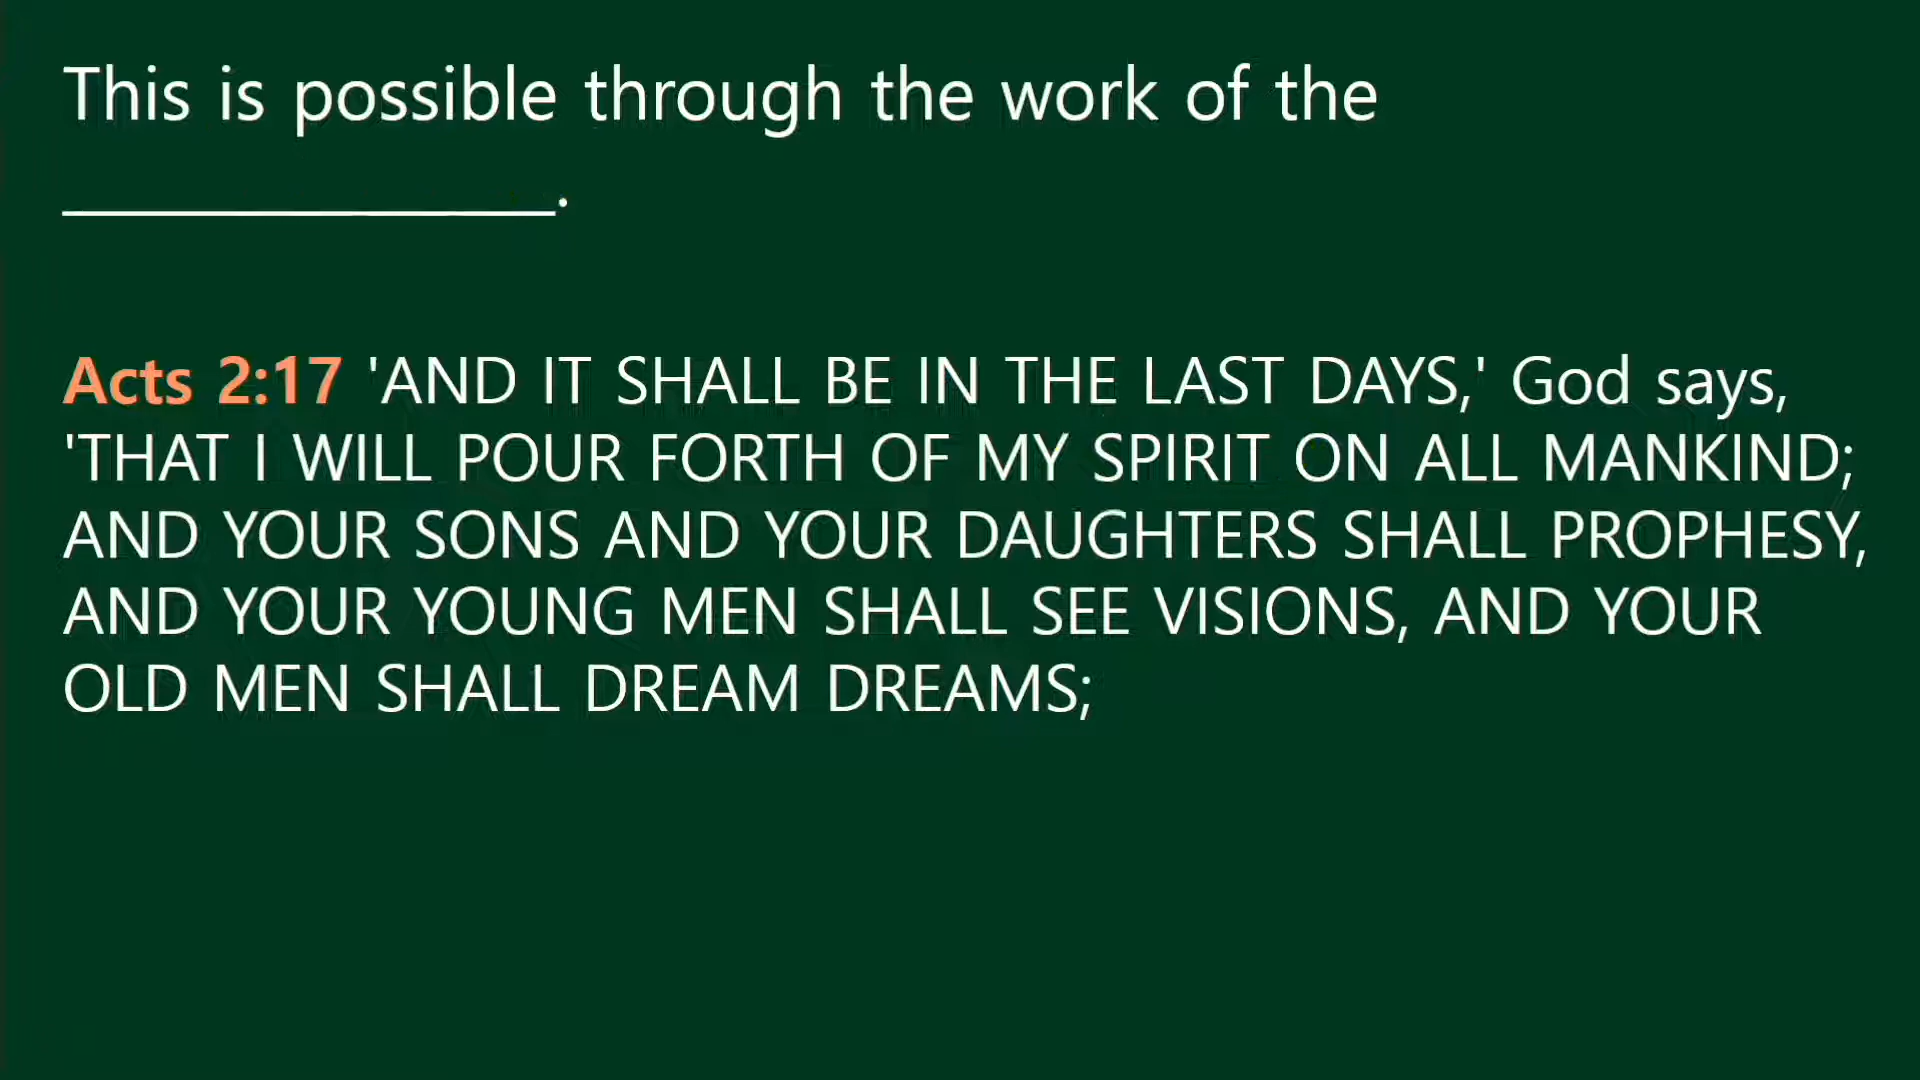 This is possible through the work of the
_______________.
Acts 2:17 'AND IT SHALL BE IN THE LAST DAYS,' God says,
'THAT I WILL POUR FORTH OF MY SPIRIT ON ALL MANKIND;
AND YOUR SONS AND YOUR DAUGHTERS SHALL PROPHESY,
AND YOUR YOUNG MEN SHALL SEE VISIONS, AND YOUR
OLD MEN SHALL DREAM DREAMS;